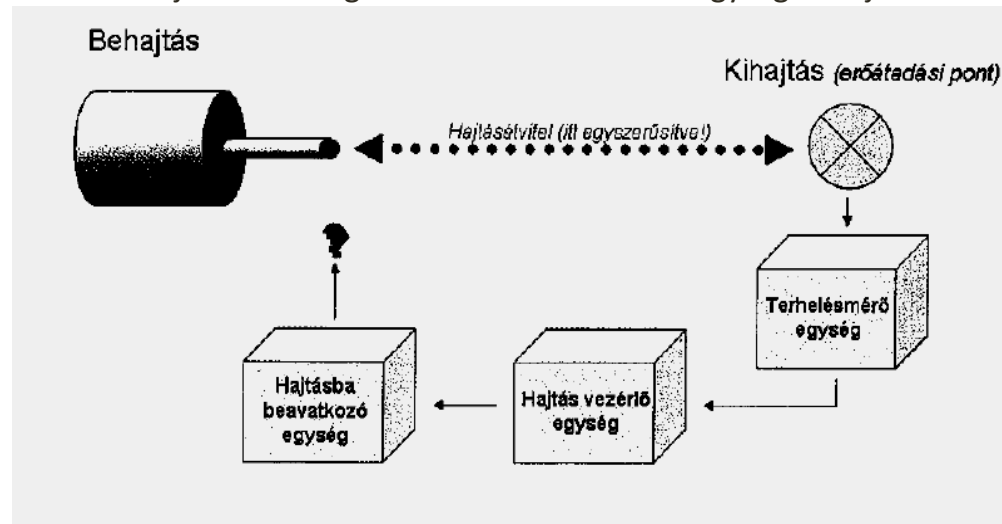 Behajtás
Kihajtás (erőátadási pont)
Hajtásátvitel (itt egyszerűsítve!)
Terhelésmérő
egység
Hajtásba
beavatkozó
egység
Hajtás vezérlő
egység